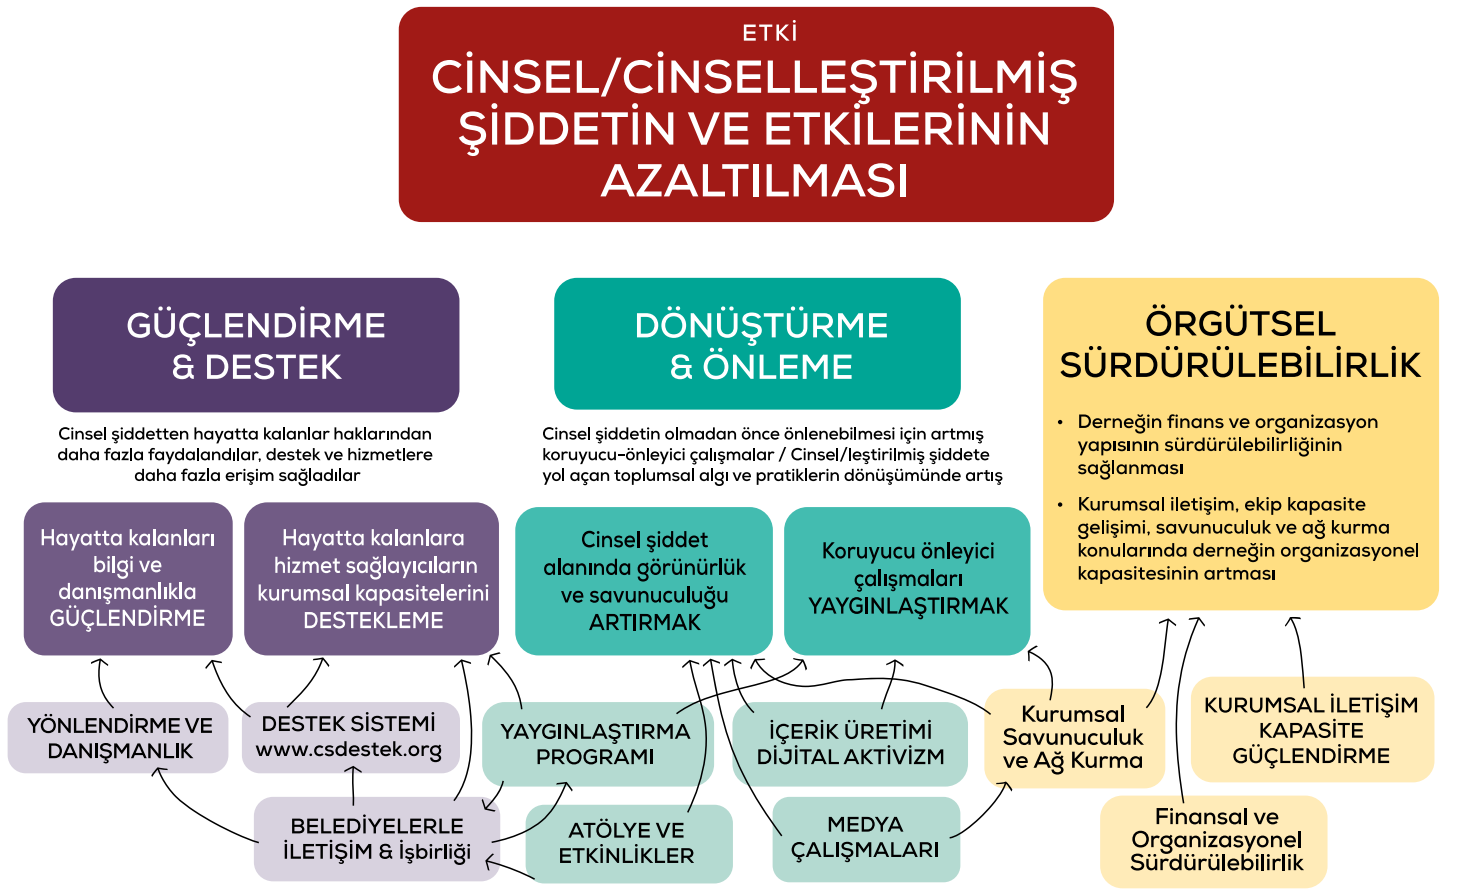 ETKİ
CİNSEL/CİNSELLEŞTİRİLMİŞ
ŞİDDETİN VE ETKİLERİNİN
AZALTILMASI
GÜÇLENDİRME
& DESTEK
Cinsel şiddetten hayatta kalanlar haklarından
daha fazla faydalandılar, destek ve hizmetlere
daha fazla erişim sağladılar
Hayatta kalanları
bilgi ve
danışmanlıkla
GÜÇLENDİRME
Hayatta kalanlara
hizmet sağlayıcıların
kurumsal kapasitelerini
DESTEKLEME
DÖNÜŞTÜRME
& ÖNLEME
Cinsel şiddetin olmadan önce önlenebilmesi için artmış
koruyucu-önleyici çalışmalar / Cinsel/leştirilmiş şiddete
yol açan toplumsal algı ve pratiklerin dönüşümünde artış
Cinsel şiddet
alanında görünürlük
ve savunuculuğu
ARTIRMAK
Koruyucu önleyici
çalışmaları
YAYGINLAŞTIRMAK
ÖRGÜTSEL
SÜRDÜRÜLEBİLİRLİK
• Derneğin finans ve organizasyon
yapısının sürdürülebilirliğinin
sağlanması
• Kurumsal iletişim, ekip kapasite
gelişimi, savunuculuk ve ağ kurma
konularında derneğin organizasyonel
kapasitesinin artması
YÖNLENDİRME VE
DANIŞMANLIK
DESTEK SİSTEMİ
www.csdestek.org
YAYGINLAŞTIRMA
PROGRAMI
İÇERİK ÜRETİMİ
DİJİTAL AKTİVİZM
Kurumsal
Savunuculuk
ve Ağ Kurma
KURUMSAL İLETİŞİM
KAPASİTE
GÜÇLENDİRME
BELEDİYELERLE
İLETİŞİM & İşbirliği
ATÖLYE VE
ETKİNLİKLER
MEDYA
ÇALIŞMALARI
Finansal ve
Organizasyonel
Sürdürülebilirlik